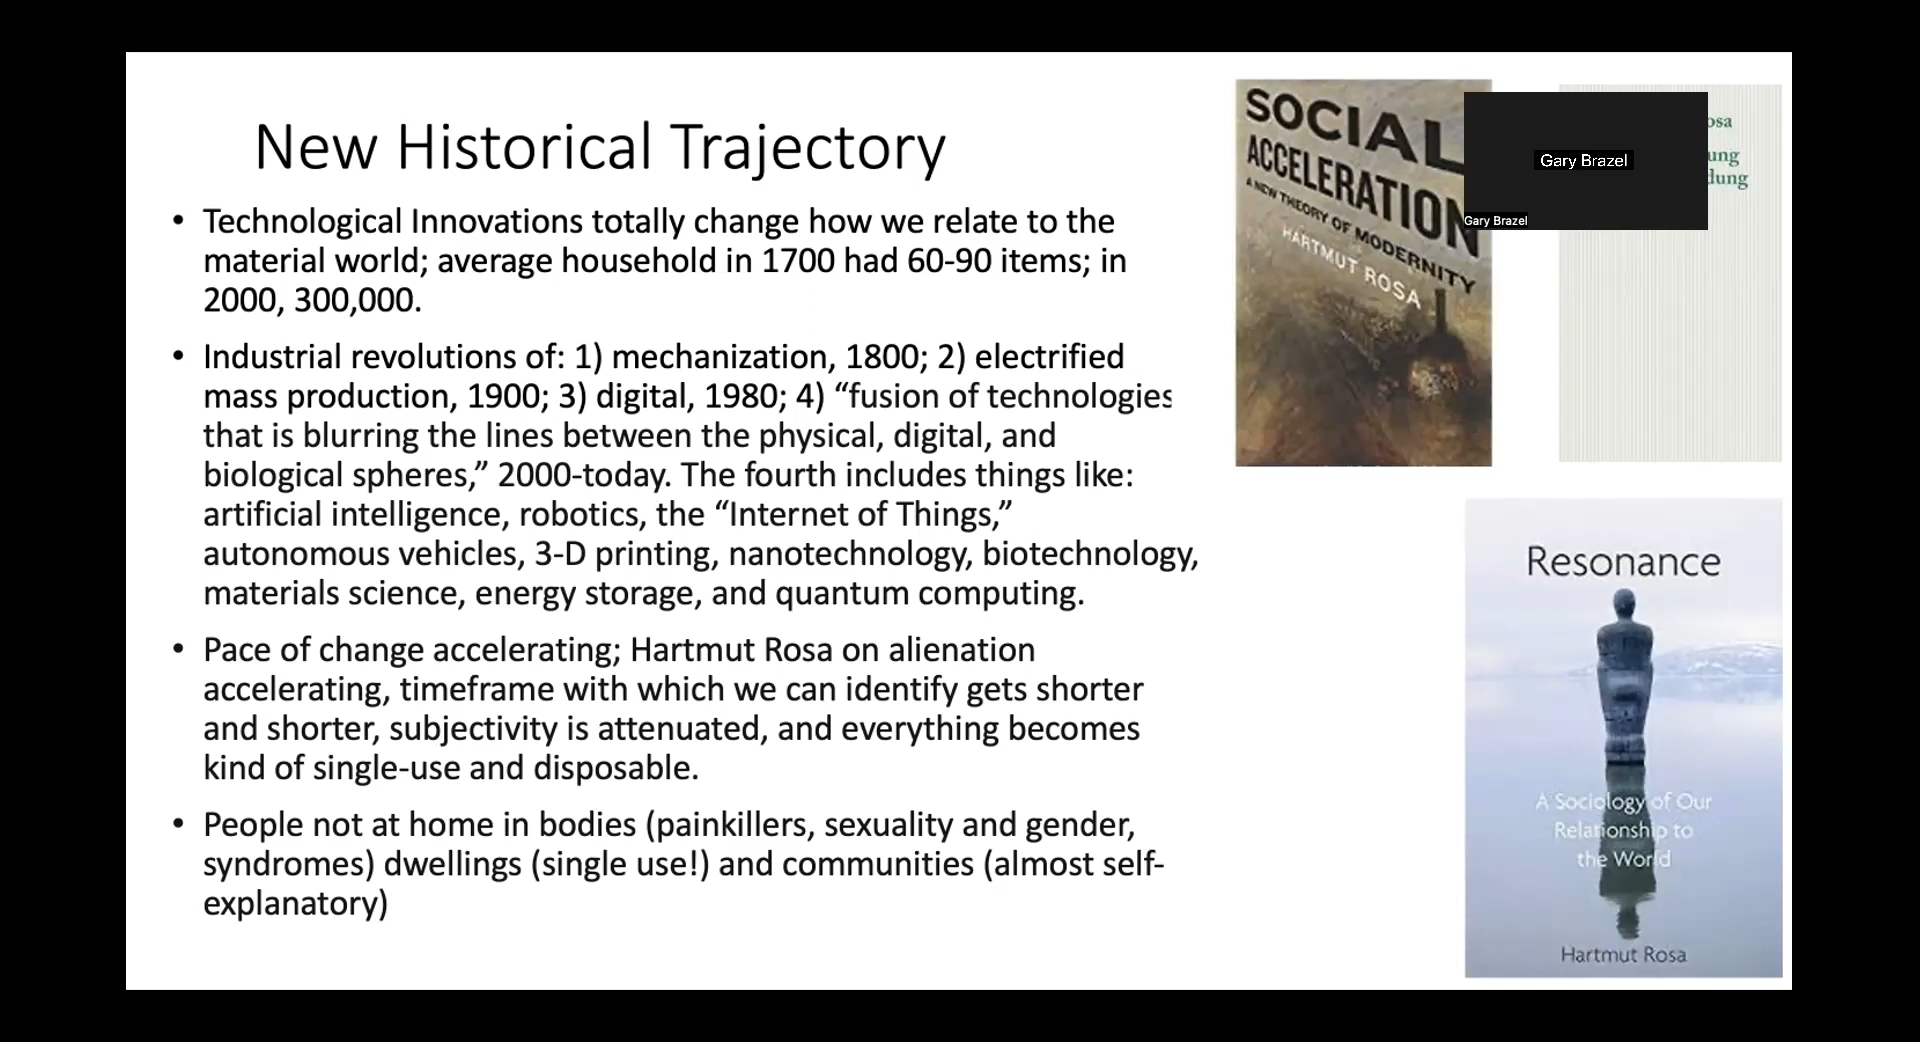 New Historical Trajectory
• Technological Innovations totally change how we relate to the
material world; average household in 1700 had 60-90 items; in
2000, 300,000.
• Industrial revolutions of: 1) mechanization, 1800; 2) electrified
mass production, 1900; 3) digital, 1980; 4) “fusion of technologies
that is blurring the lines between the physical, digital, and
biological spheres,” 2000-today. The fourth includes things like:
artificial intelligence, robotics, the “Internet of Things,”
autonomous vehicles, 3-D printing, nanotechnology, biotechnology,
materials science, energy storage, and quantum computing.
• Pace of change accelerating; Hartmut Rosa on alienation
accelerating, timeframe with which we can identify gets shorter
and shorter, subjectivity is attenuated, and everything becomes
kind of single-use and disposable.
• People not at home in bodies (painkillers, sexuality and gender,
syndromes) dwellings (single use!) and communities (almost self-
explanatory)
SOCIAL
ACCELERATION
A NEW THEORY OF MODERNITY
HARTMUT ROSA
Gary Brazel
Gary Brazel
osa
ung
dung
Resonance
A Sociology of Our
Relationship to
the World
Hartmut Rosa